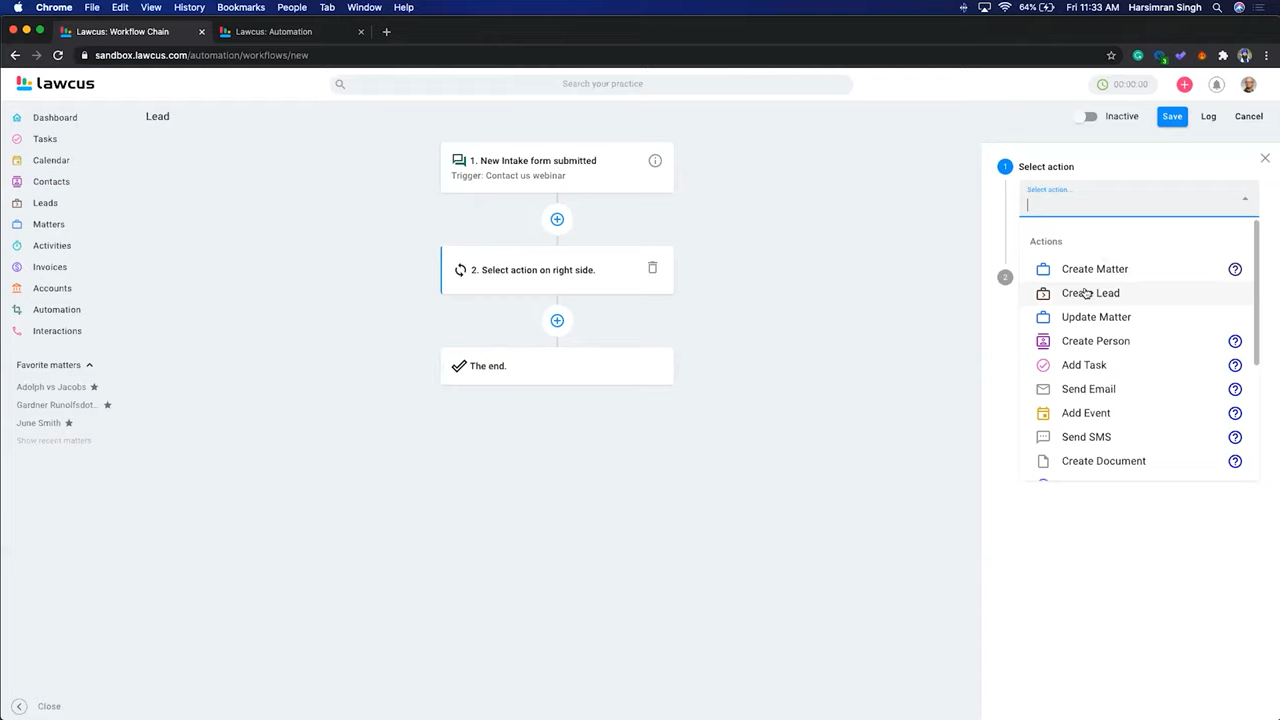 Chrome File Edit View History Bookmarks People Tab Window Help 64% Fri 11:33 AM Harsimran Singh
Lawcus: Workflow Chain Lawcus: Automation
sandbox.lawcus.com/automation/workflows/new
lawcus Search your practice 00:00:00
Dashboard
Tasks
Calendar
Contacts
Leads
Matters
Activities
Invoices
Accounts
Automation
Interactions
Favorite matters
Adolph vs Jacobs
Gardner Runolfsdot..
June Smith
Show recent matters
Close
Lead Inactive Save Log Cancel
1. New Intake form submitted
Trigger: Contact us webinar
2. Select action on right side.
The end.
1 Select action
Select action...
2
Actions
Create Matter
Create Lead
Update Matter
Create Person
Add Task
Send Email
Add Event
Send SMS
Create Document